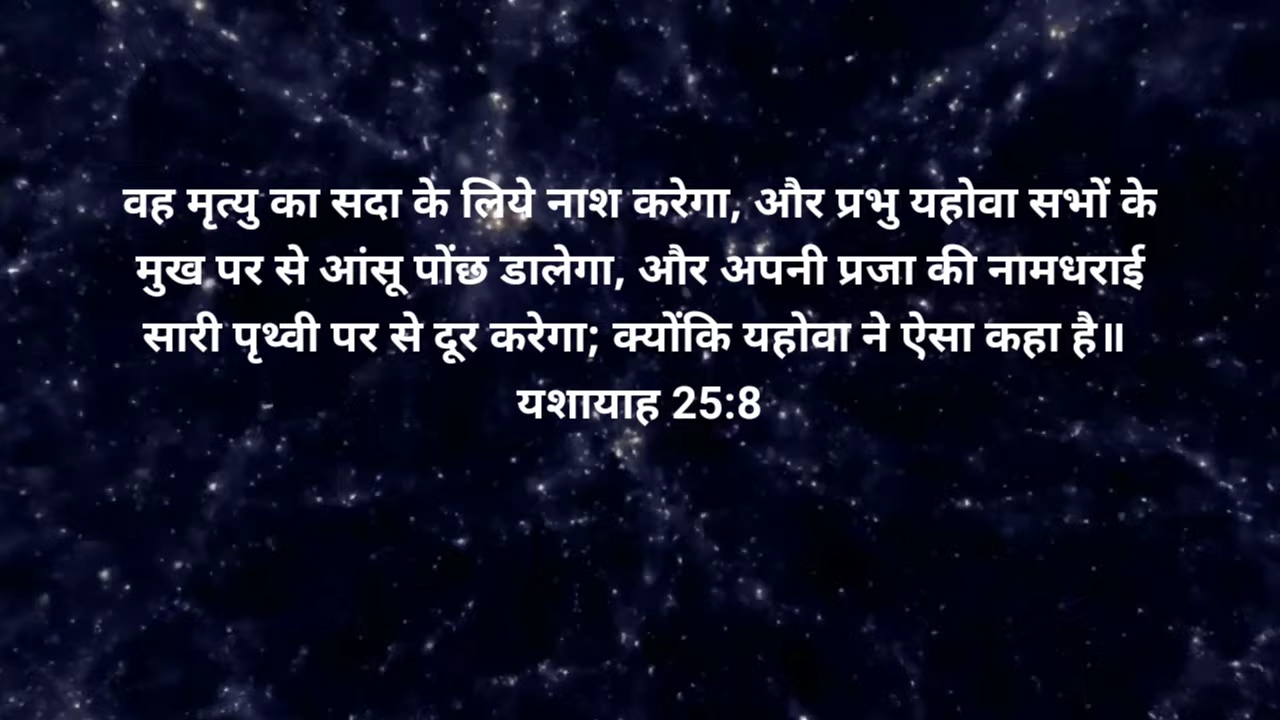 वह मृत्यु का सदा के लिये नाश करेगा, और प्रभु यहोवा सभों के
मुख पर से आंसू पोंछ डालेगा, और अपनी प्रजा की नामधराई
सारी पृथ्वी पर से दूर करेगा; क्योंकि यहोवा ने ऐसा कहा है॥
यशायाह 25:8